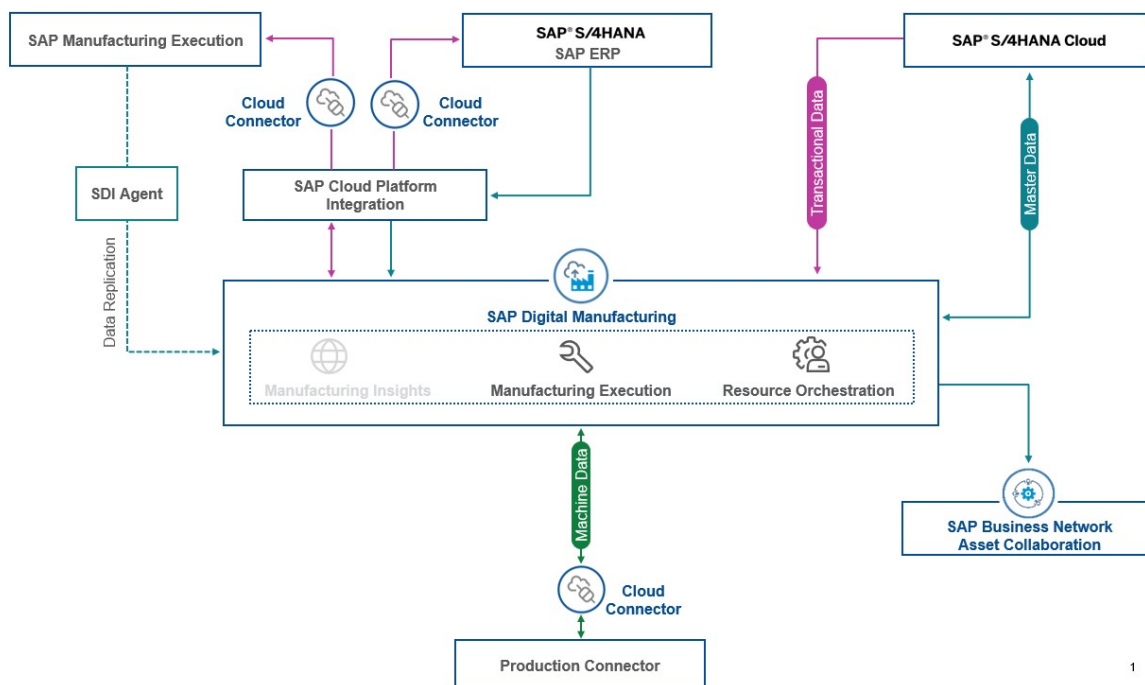 SAP Manufacturing Execution
SAP® S/4HANA
SAP ERP
SAP® S/4HANA Cloud
Cloud
Connector
Cloud
Connector
Transactional Data
Master Data
SDI Agent
SAP Cloud Platform
Integration
Data Replication
SAP Digital Manufacturing
Manufacturing Insights
Manufacturing Execution
Resource Orchestration
Machine Data
SAP Business Network
Asset Collaboration
Cloud
Connector
Production Connector
1